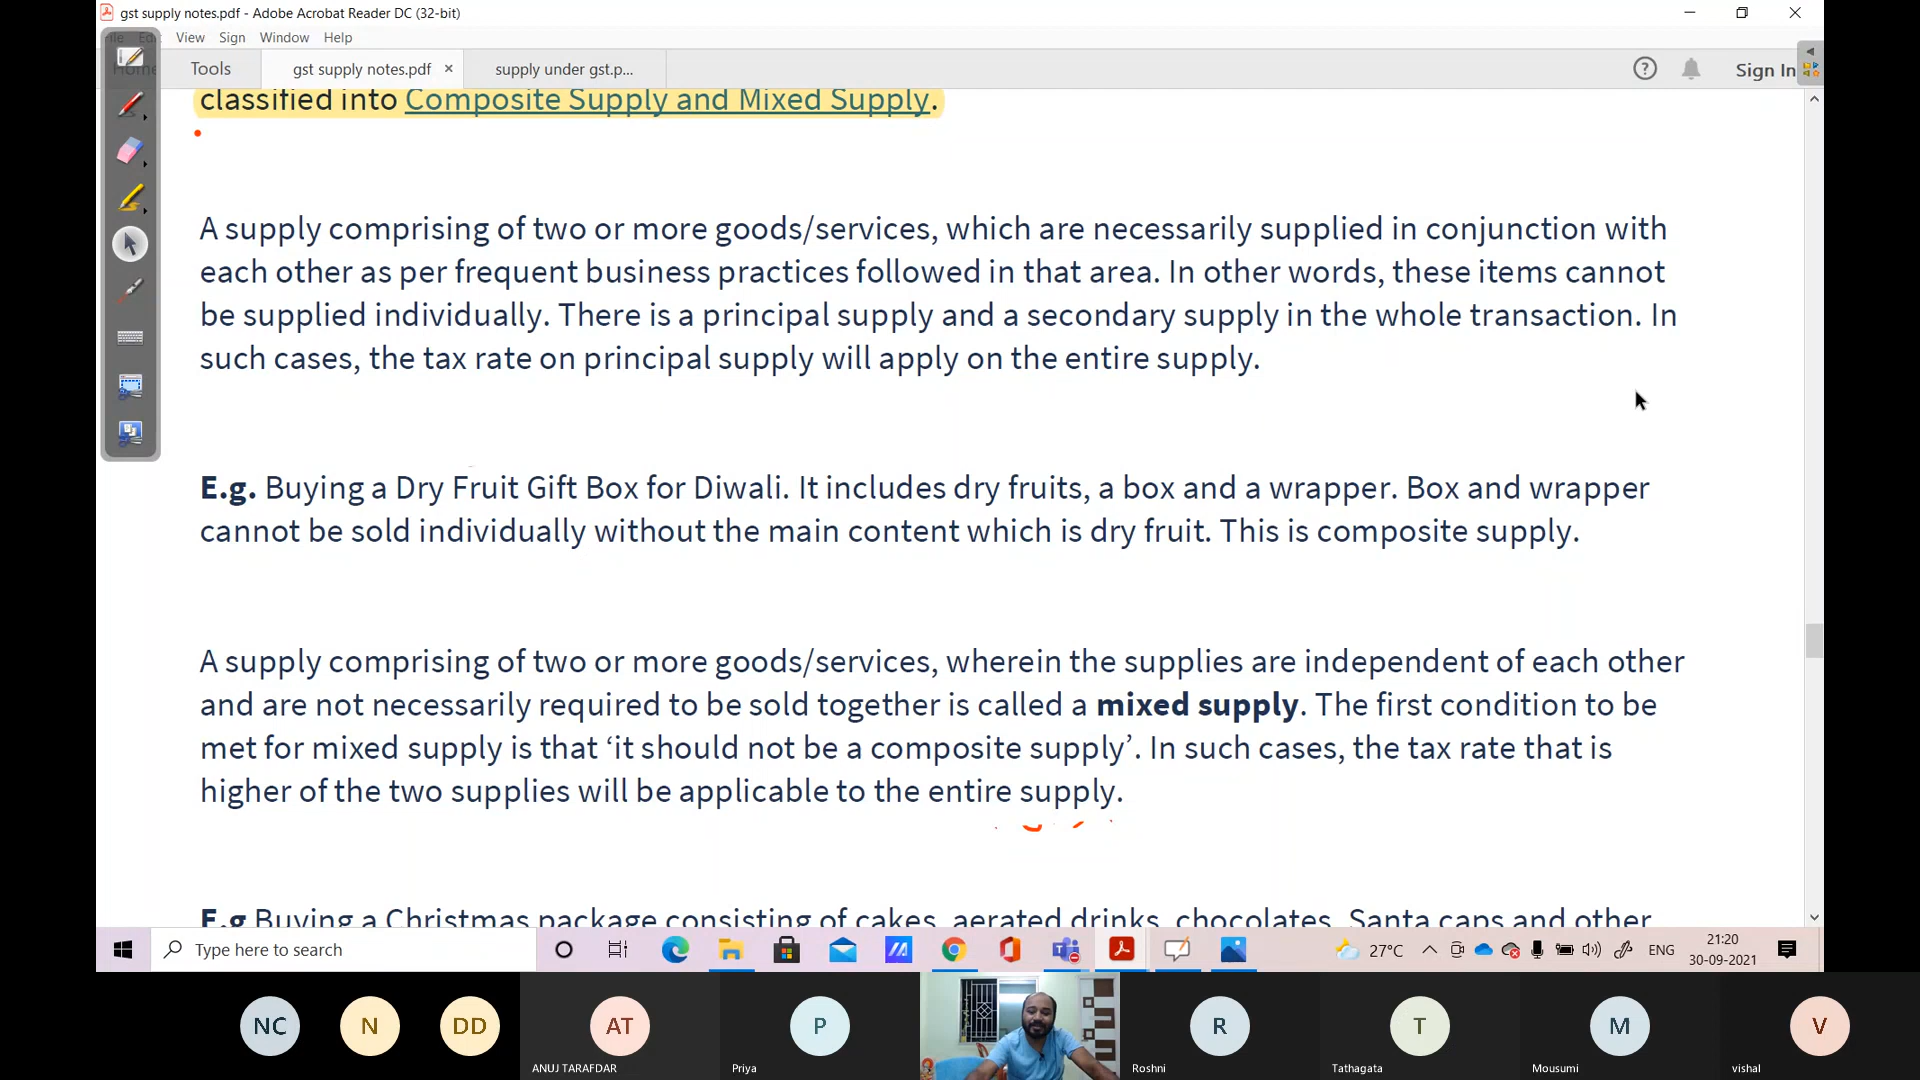 gst supply notes.pdf - Adobe Acrobat Reader DC (32-bit)
View Sign Window Help
Tools gst supply notes.pdf × supply under gst.p...
Sign In
classified into Composite Supply and Mixed Supply.
A supply comprising of two or more goods/services, which are necessarily supplied in conjunction with
each other as per frequent business practices followed in that area. In other words, these items cannot
be supplied individually. There is a principal supply and a secondary supply in the whole transaction. In
such cases, the tax rate on principal supply will apply on the entire supply.
E.g. Buying a Dry Fruit Gift Box for Diwali. It includes dry fruits, a box and a wrapper. Box and wrapper
cannot be sold individually without the main content which is dry fruit. This is composite supply.
A supply comprising of two or more goods/services, wherein the supplies are independent of each other
and are not necessarily required to be sold together is called a mixed supply. The first condition to be
met for mixed supply is that ‘it should not be a composite supply’. In such cases, the tax rate that is
higher of the two supplies will be applicable to the entire supply.
E.g Buying a Christmas package consisting of cakes, aerated drinks, chocolates, Santa caps and other
Type here to search
27°C
ENG
21:20
30-09-2021
NC N DD AT P R T M V
ANUJ TARAFDAR Priya Roshni Tathagata Mousumi vishal